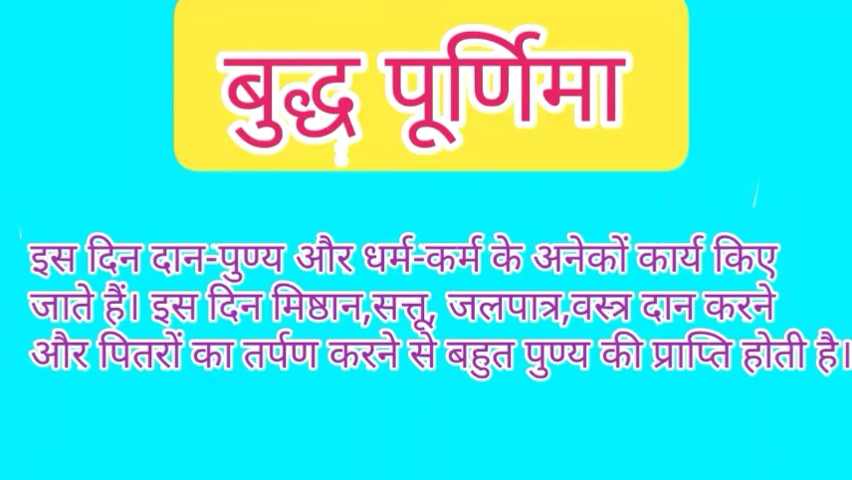 बुद्ध पूर्णिमा
इस दिन दान-पुण्य और धर्म-कर्म के अनेकों कार्य किए
जाते हैं। इस दिन मिष्ठान,सत्तू, जलपात्र,वस्त्र दान करने
और पितरों का तर्पण करने से बहुत पुण्य की प्राप्ति होती है।